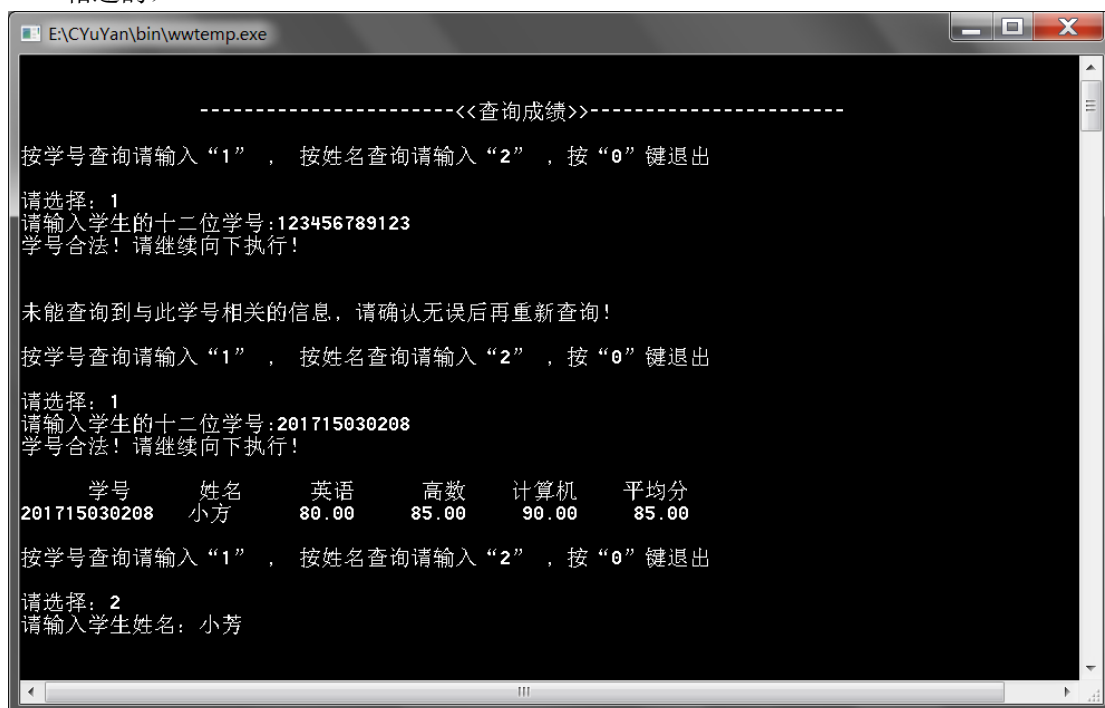 E:\CYuYan\bin\wwtemp.exe
-----------------------<<查询成绩>>-----------------------
按学号查询请输入“1” ， 按姓名查询请输入“2” ，按“0”键退出
请选择：1
请输入学生的十二位学号:123456789123
学号合法！请继续向下执行！
未能查询到与此学号相关的信息，请确认无误后再重新查询！
按学号查询请输入“1” ， 按姓名查询请输入“2” ，按“0”键退出
请选择：1
请输入学生的十二位学号:201715030208
学号合法！请继续向下执行！
学号 姓名 英语 高数 计算机 平均分
201715030208 小方 80.00 85.00 90.00 85.00
按学号查询请输入“1” ， 按姓名查询请输入“2” ，按“0”键退出
请选择：2
请输入学生姓名：小芳